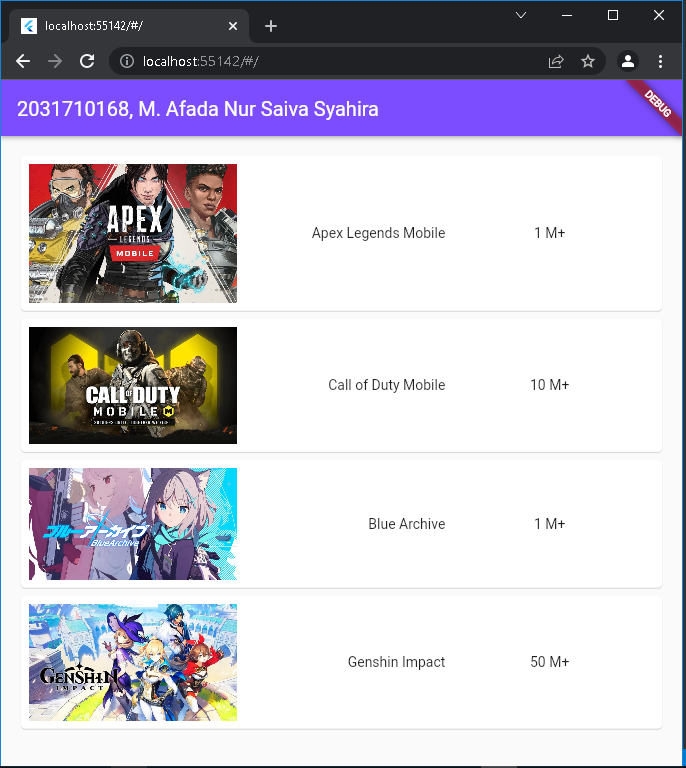 localhost:55142/#/
localhost:55142/#/
DEBUG
2031710168, M. Afada Nur Saiva Syahira
APEX
LEGENDS
MOBILE
Apex Legends Mobile
1 M+
CALL OF DUTY
MOBILE
Call of Duty Mobile
10 M+
ブルーアーカイブ
BlueArchive
Blue Archive
1 M+
GENSHIN
IMPACT
Genshin Impact
50 M+